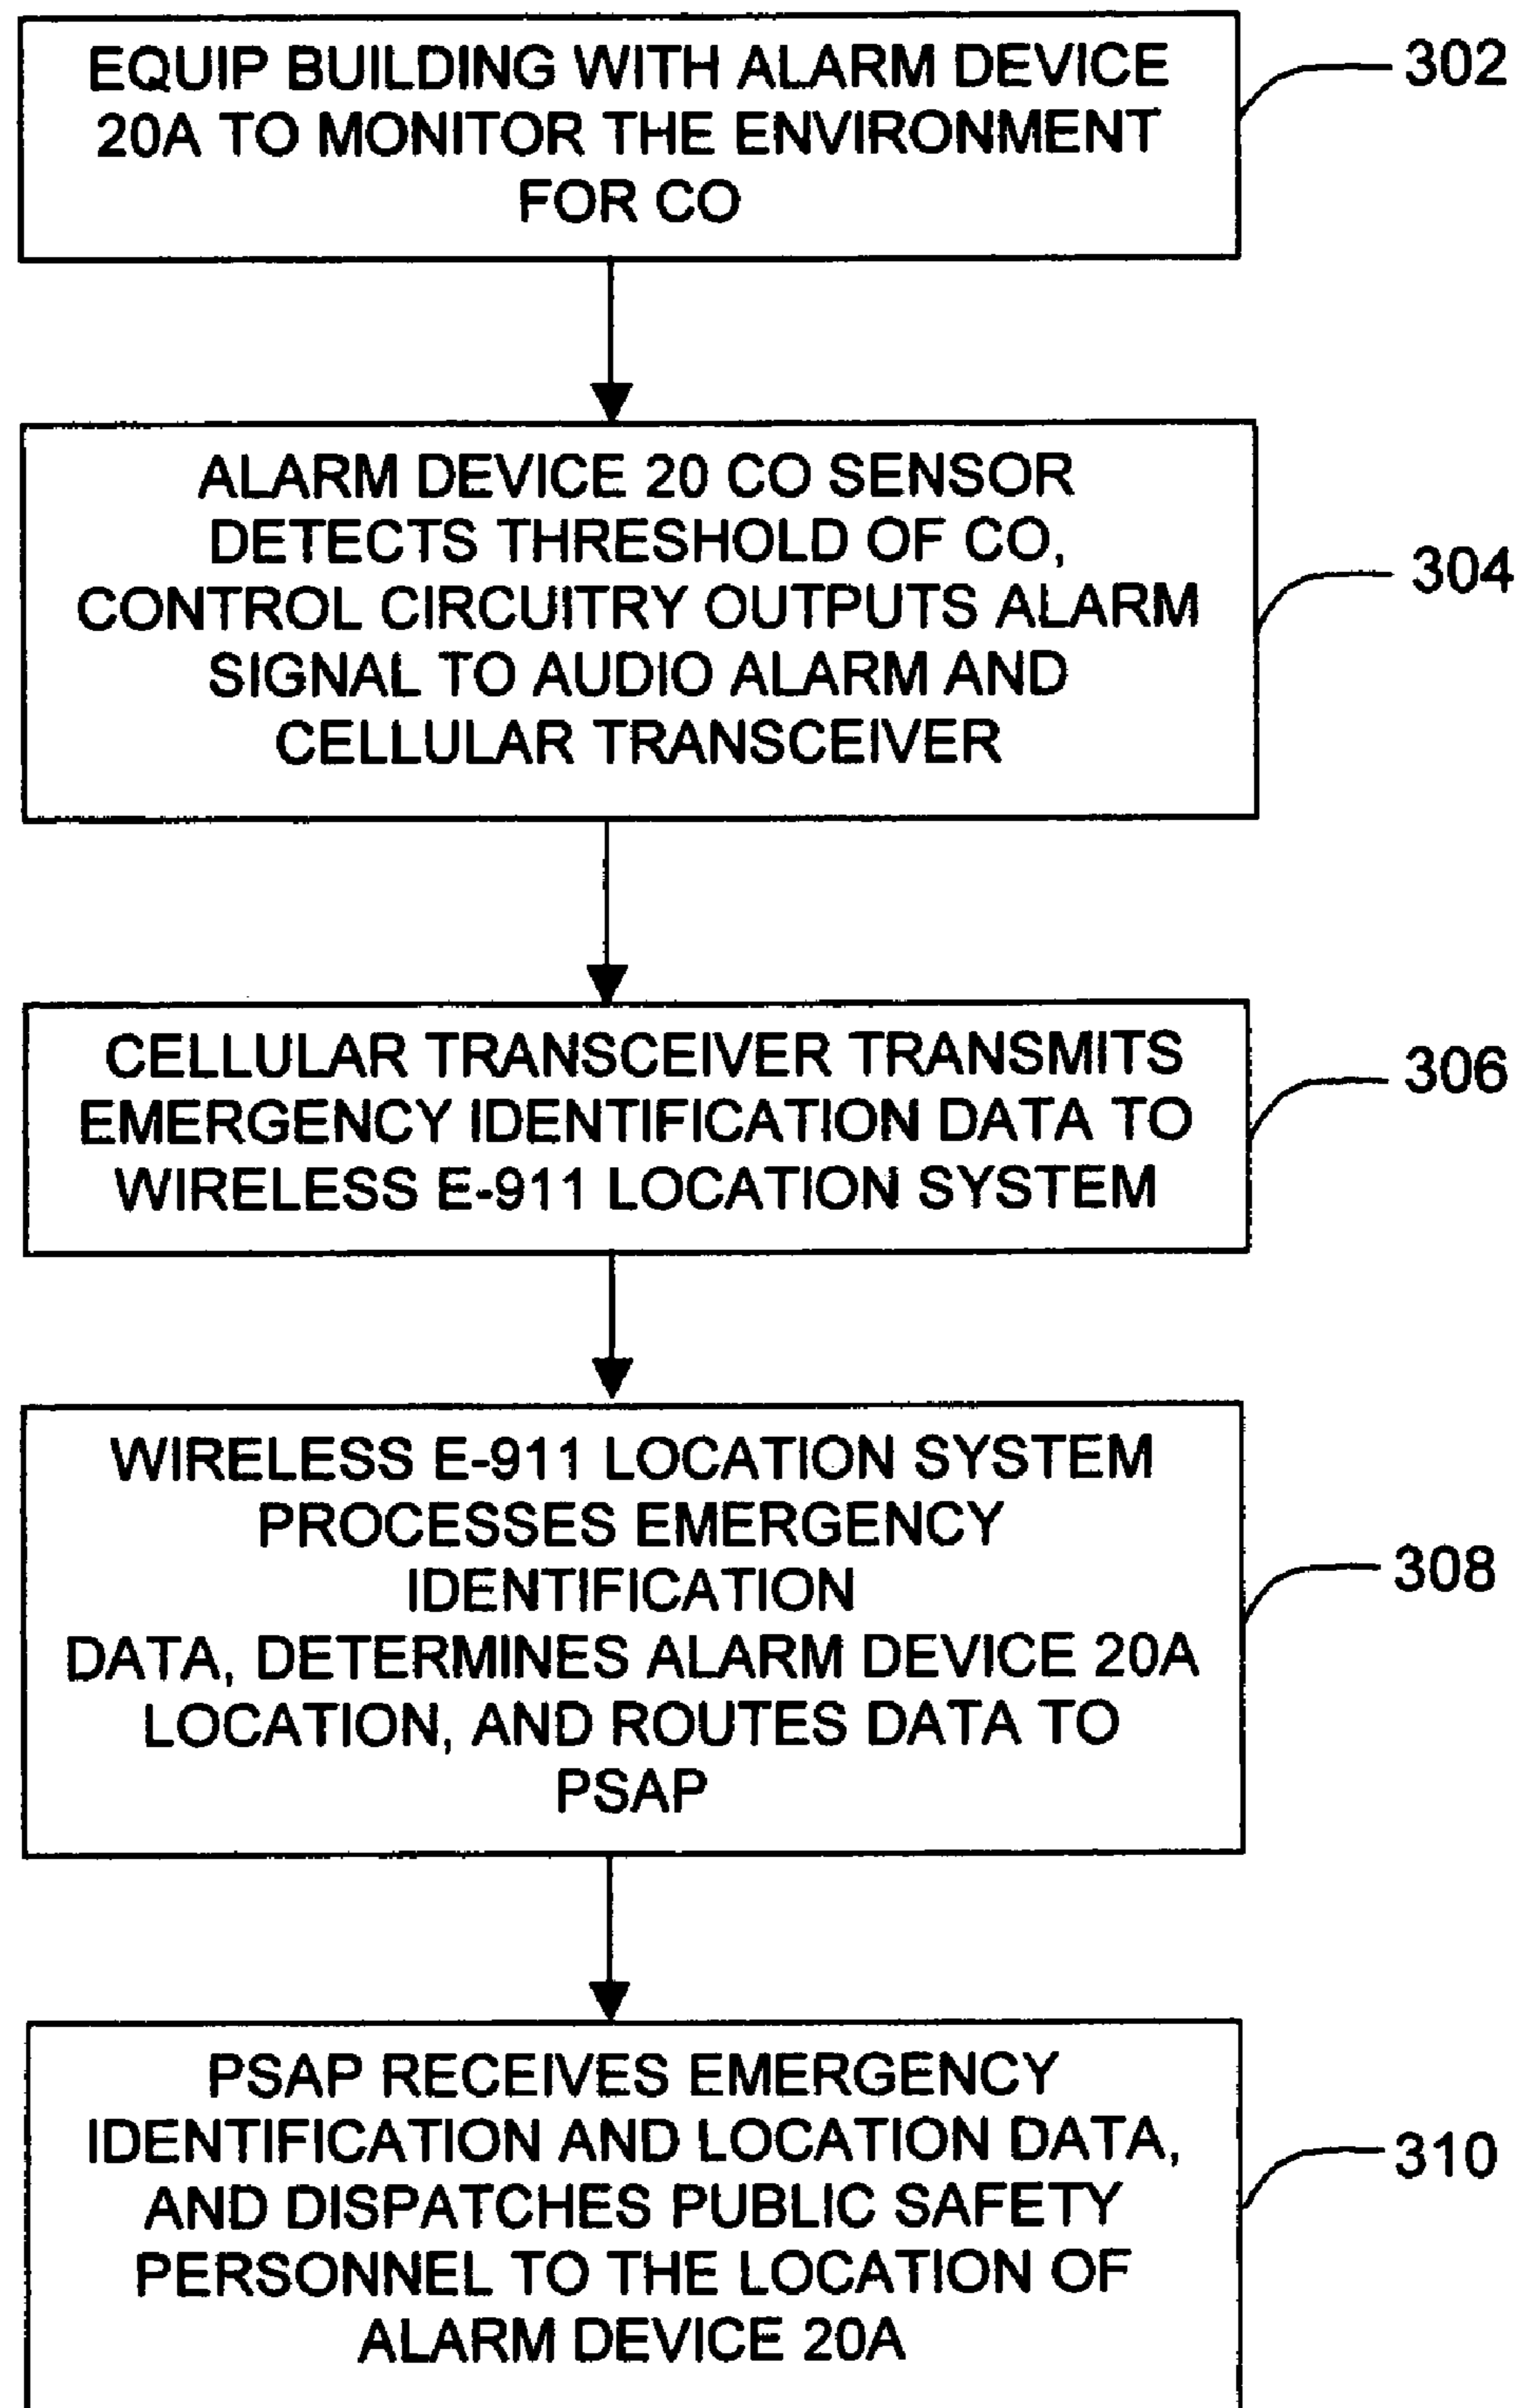 EQUIP BUILDING WITH ALARM DEVICE
20A TO MONITOR THE ENVIRONMENT
FOR CO
302
ALARM DEVICE 20 CO SENSOR
DETECTS THRESHOLD OF CO,
CONTROL CIRCUITRY OUTPUTS ALARM
SIGNAL TO AUDIO ALARM AND
CELLULAR TRANSCEIVER
304
CELLULAR TRANSCEIVER TRANSMITS
EMERGENCY IDENTIFICATION DATA TO
WIRELESS E-911 LOCATION SYSTEM
306
WIRELESS E-911 LOCATION SYSTEM
PROCESSES EMERGENCY
IDENTIFICATION
DATA, DETERMINES ALARM DEVICE 20A
LOCATION, AND ROUTES DATA TO
PSAP
308
PSAP RECEIVES EMERGENCY
IDENTIFICATION AND LOCATION DATA,
AND DISPATCHES PUBLIC SAFETY
PERSONNEL TO THE LOCATION OF
ALARM DEVICE 20A
310